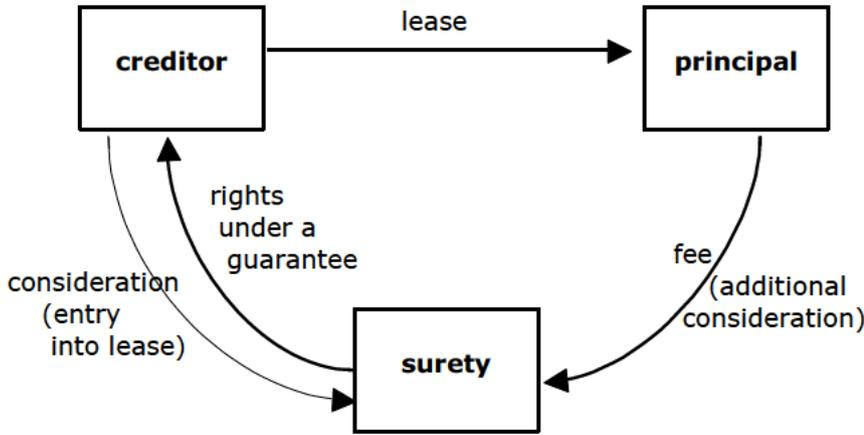 lease
creditor
principal
rights
under a
guarantee
fee
(additional
consideration)
consideration
(entry
into lease)
surety